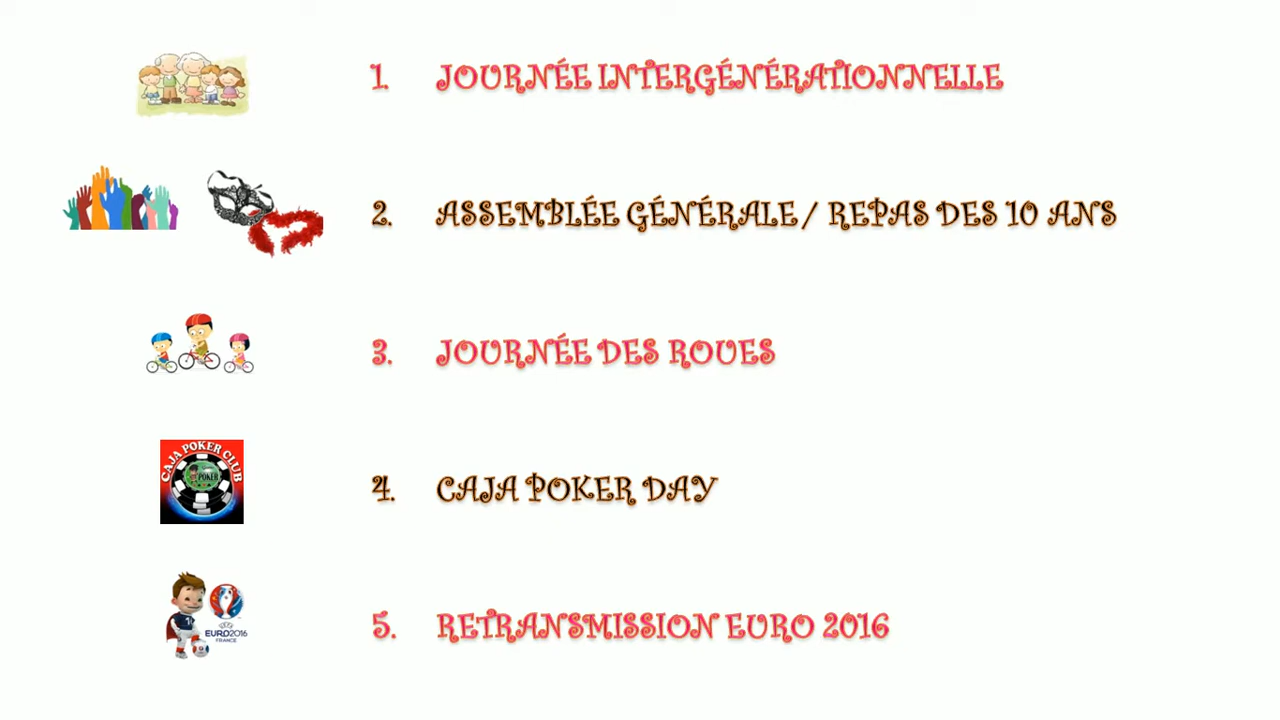 1. JOURNÉE INTERGÉNÉRATIONNELLE
2. ASSEMBLÉE GÉNÉRALE / REPAS DES 10 ANS
3. JOURNÉE DES ROUES
CAJA POKER CLUB
POKER
4. CAJA POKER DAY
UEFA
EURO2016
FRANCE
5. RETRANSMISSION EURO 2016